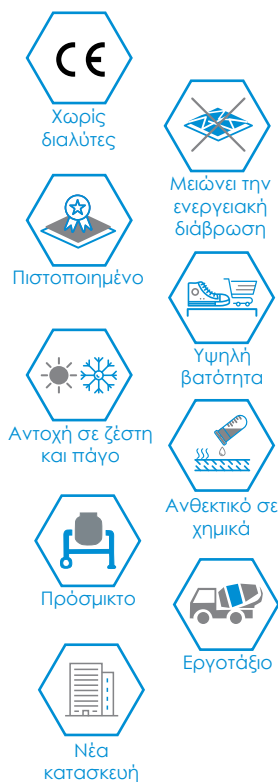 CE
Χωρίς
διαλύτες
Μειώνει την
ενεργειακή
διάβρωση
Πιστοποιημένο
Υψηλή
βατότητα
Αντοχή σε ζέστη
και πάγο
Ανθεκτικό σε
χημικά
Πρόσμικτο
Εργοτάξιο
Νέα
κατασκευή